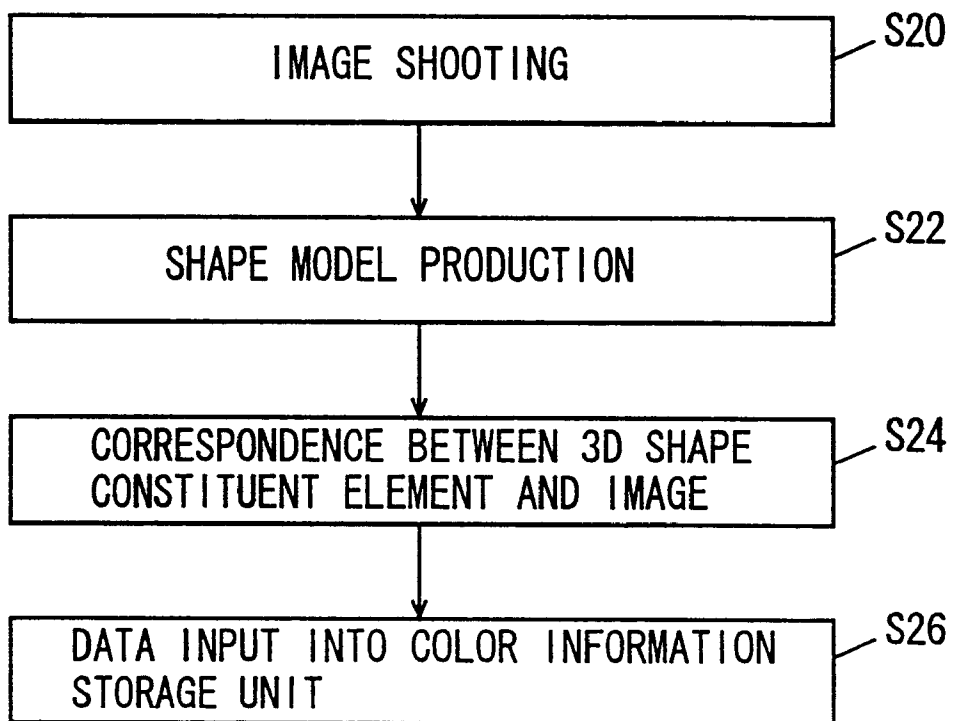 IMAGE SHOOTING
S20
SHAPE MODEL PRODUCTION
S22
CORRESPONDENCE BETWEEN 3D SHAPE
CONSTITUENT ELEMENT AND IMAGE
S24
DATA INPUT INTO COLOR INFORMATION
STORAGE UNIT
S26